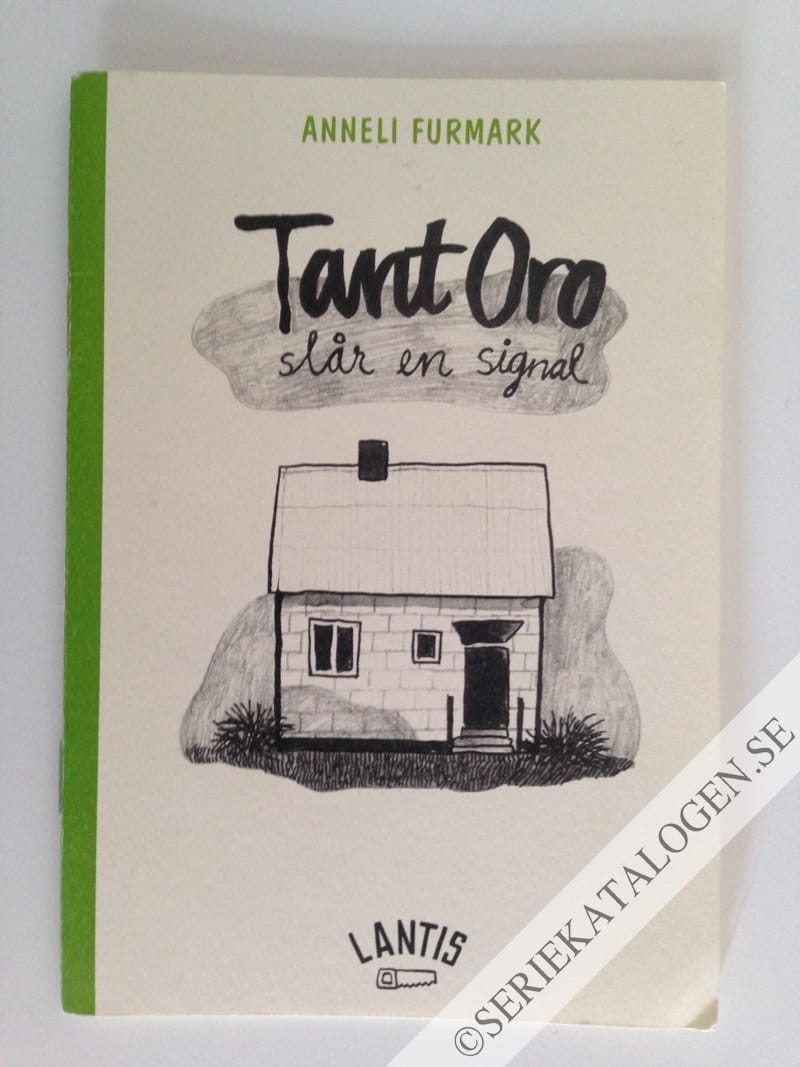 ANNELI FURMARK
Tant Oro
slår en signal
LANTIS
©SERIEKATALOGEN.SE